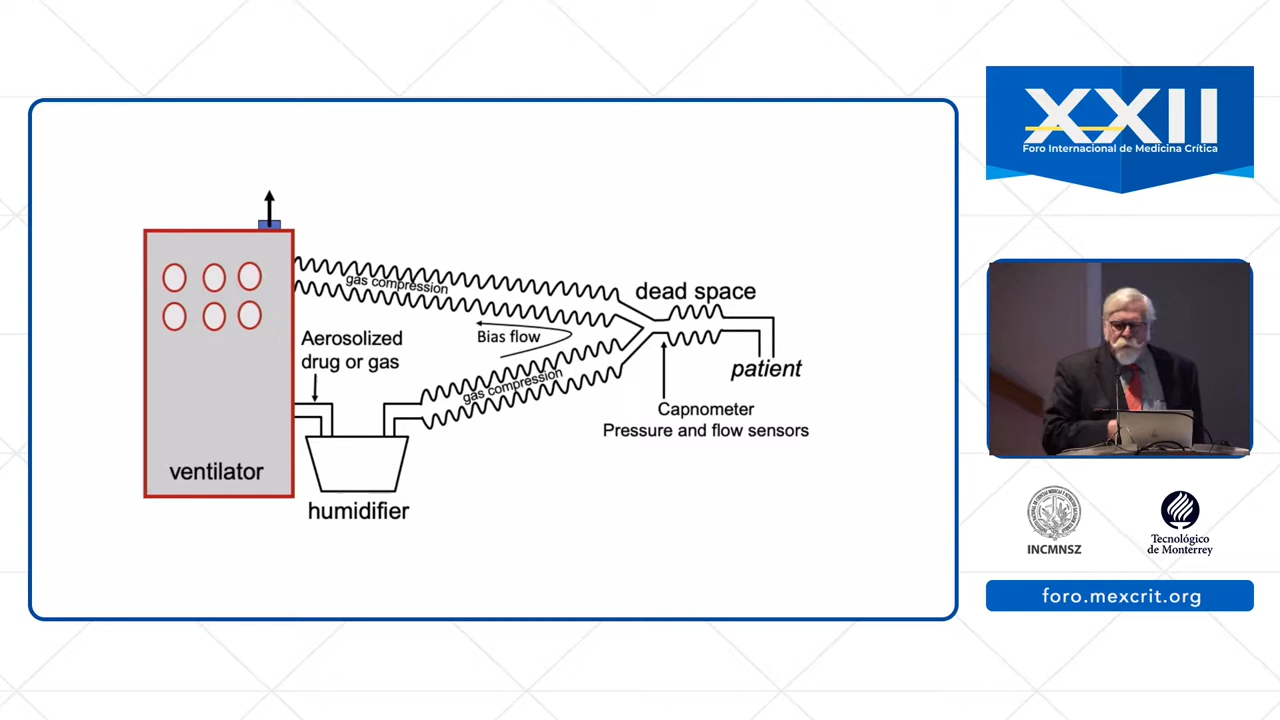 gas compression
dead space
Aerosolized
drug or gas
Bias flow
patient
gas compression
Capnometer
Pressure and flow sensors
ventilator
humidifier
XXII
Foro Internacional de Medicina Crítica
INCMNSZ
Tecnológico
de Monterrey
foro.mexcrit.org